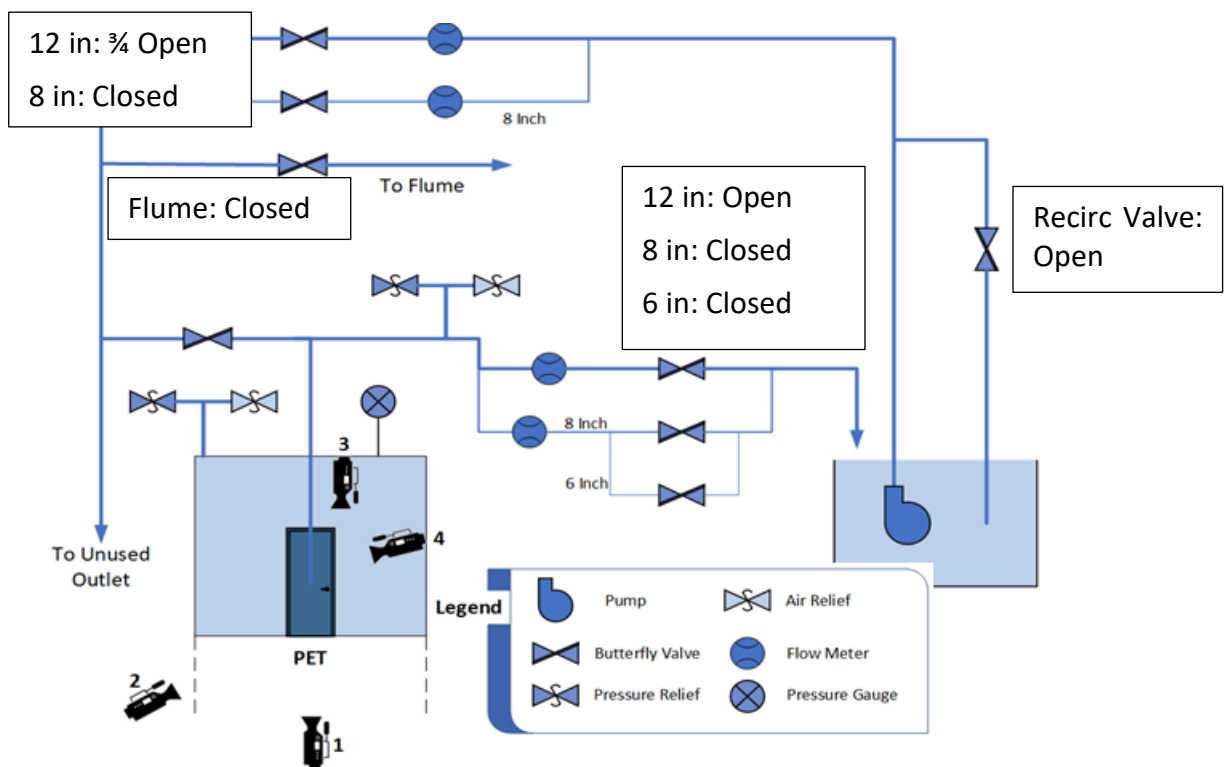 12 in: ¾ Open
8 in: Closed
8 Inch
To Flume
Flume: Closed
12 in: Open
8 in: Closed
6 in: Closed
Recirc Valve:
Open
8 Inch
6 Inch
3
4
To Unused
Outlet
PET
2
1
Legend
Pump
Air Relief
Butterfly Valve
Flow Meter
Pressure Relief
Pressure Gauge